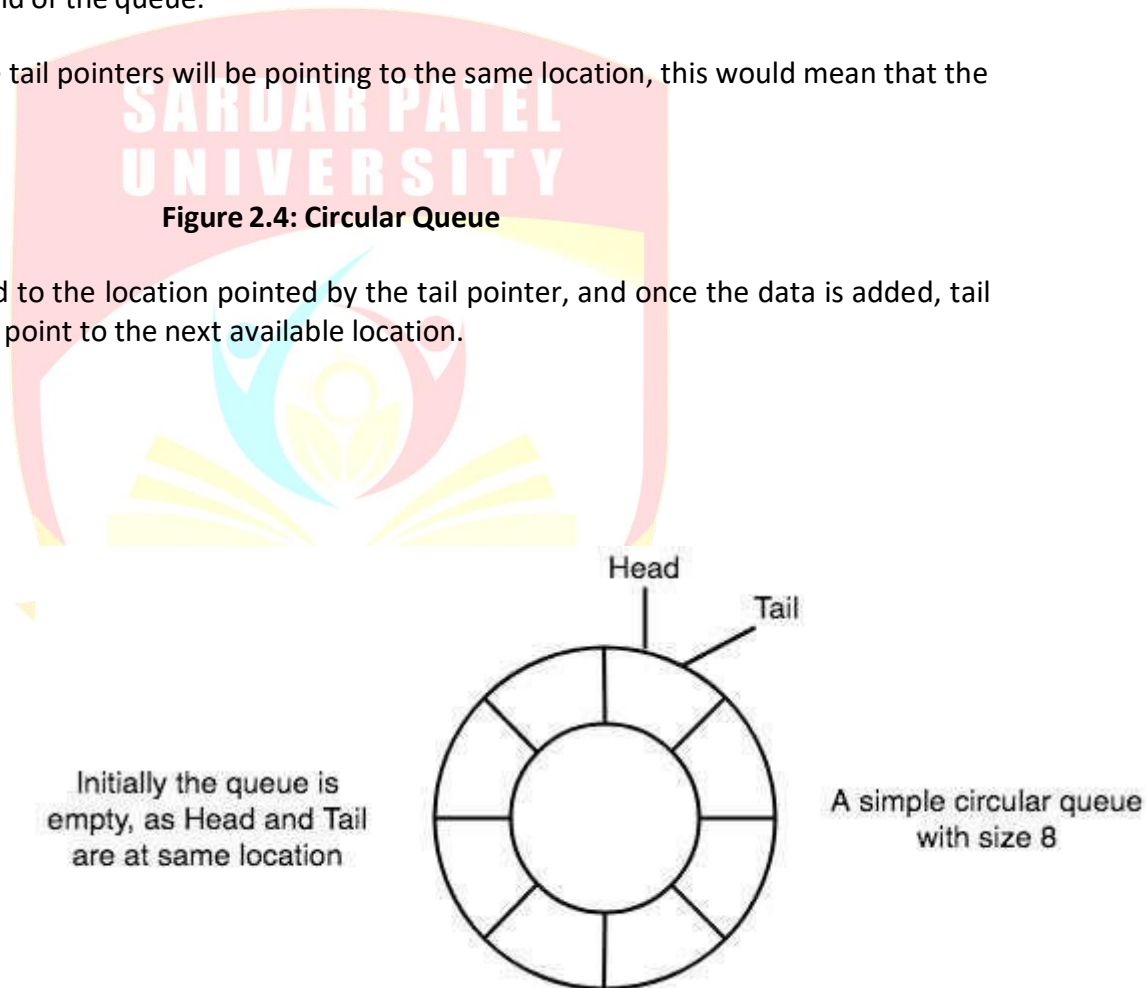 of the queue.
tail pointers will be pointing to the same location, this would mean that the
SARDAR PATEL
UNIVERSITY
Figure 2.4: Circular Queue
to the location pointed by the tail pointer, and once the data is added, tail
point to the next available location.
Head
Tail
Initially the queue is
empty, as Head and Tail
are at same location
A simple circular queue
with size 8